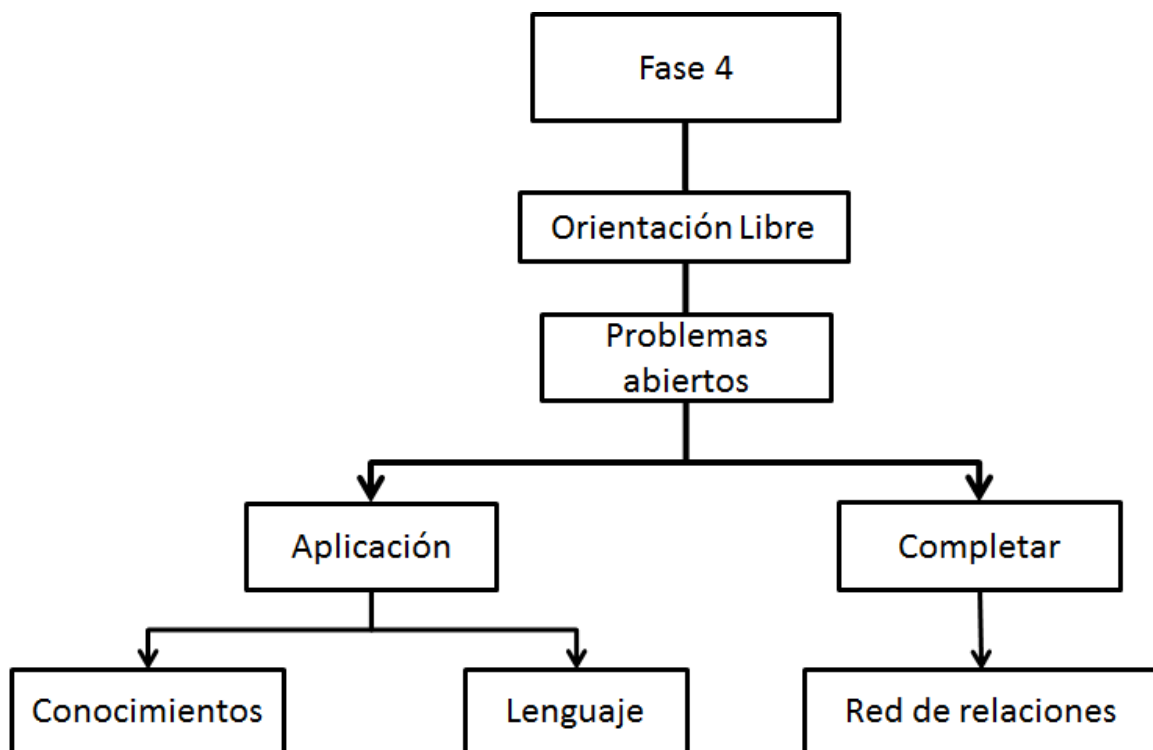 Fase 4
Orientación Libre
Problemas
abiertos
Aplicación
Completar
Conocimientos
Lenguaje
Red de relaciones